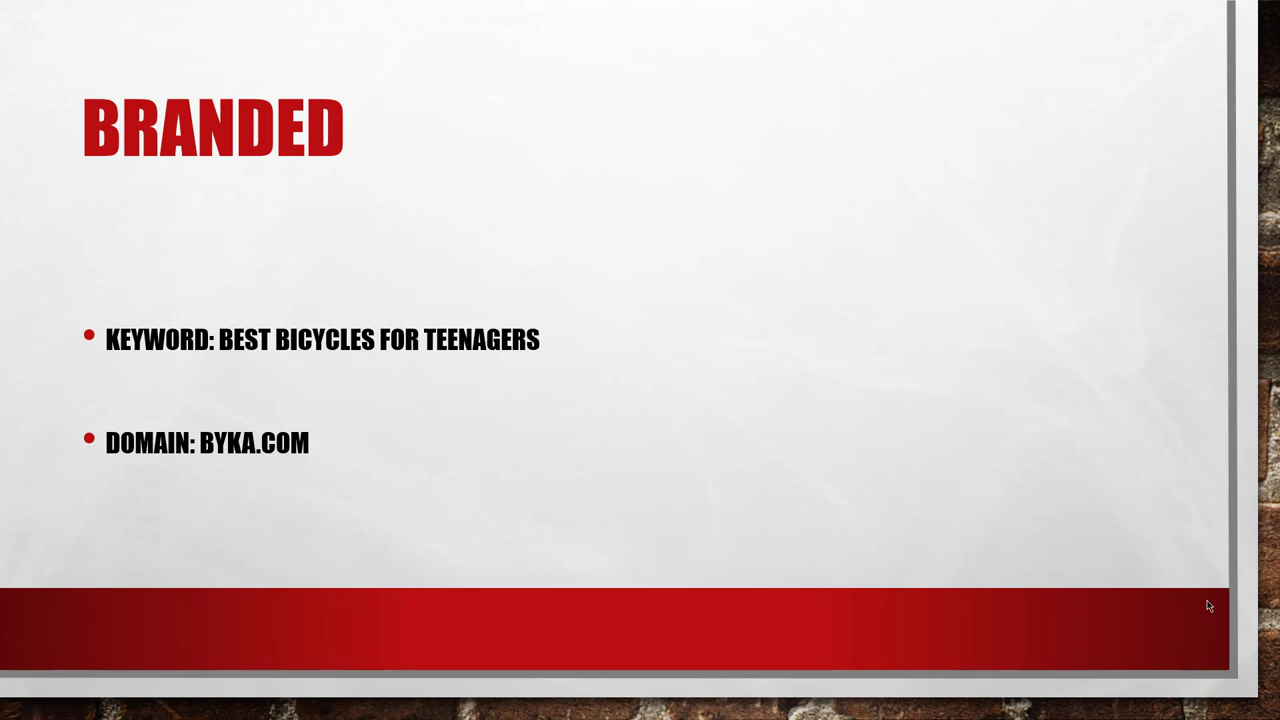 BRANDED
• KEYWORD: BEST BICYCLES FOR TEENAGERS
• DOMAIN: BYKA.COM